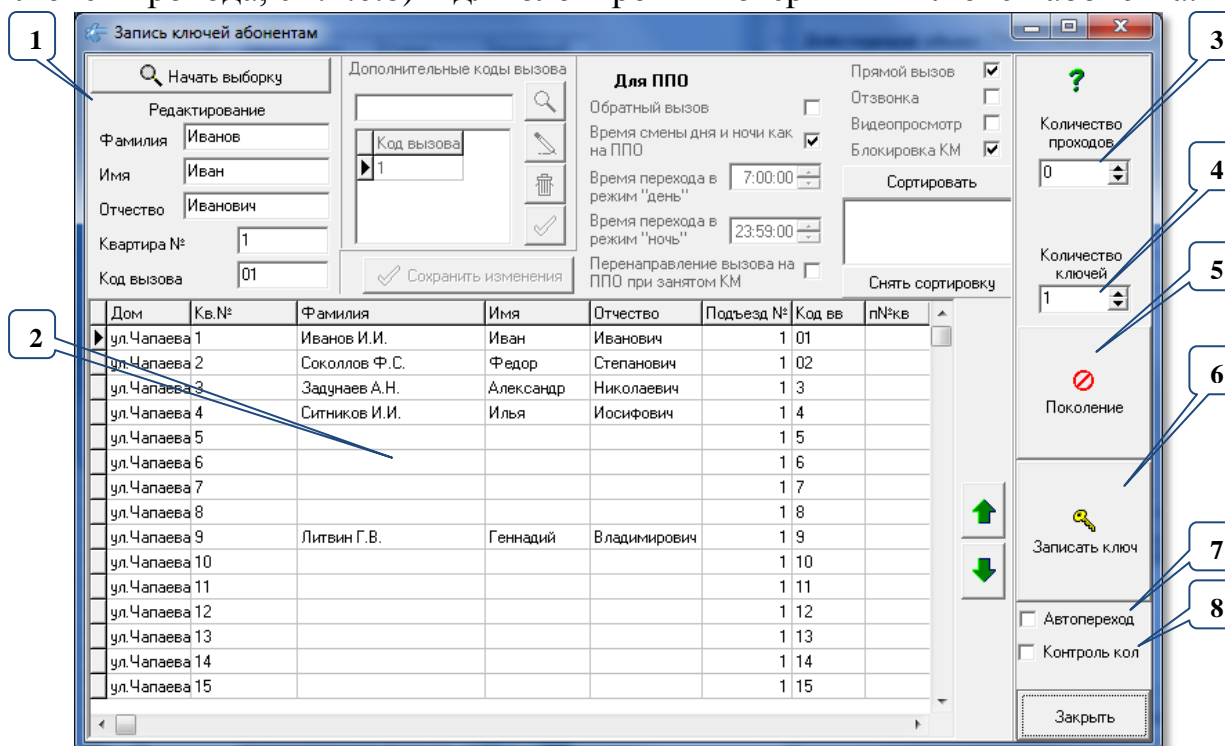 1
Запись ключей абонентам
3
Начать выборку
Редактирование
Фамилия Иванов
Имя Иван
Отчество Иванович
Квартира № 1
Код вызова 01
Дополнительные коды вызова
Код вызова
1
Сохранить изменения
Для ППО
Обратный вызов
Время смены дня и ночи как
на ППО
Время перехода в 7:00:00
режим "день"
Время перехода в 23:59:00
режим "ночь"
Перенаправление вызова на
ППО при занятом КМ
Прямой вызов
Отзвонка
Видеопросмотр
Блокировка КМ
Сортировать
Снять сортировку
?
Количество
проходов
0
4
Количество
ключей
1
5
2
Дом Кв.№ Фамилия Имя Отчество Подъезд № Код вв п№кв
ул.Чапаева 1 Иванов И.И. Иван Иванович 1 01
ул.Чапаева 2 Соколлов Ф.С. Федор Степанович 1 02
ул.Чапаева 3 Задунаев А.Н. Александр Николаевич 1 3
ул.Чапаева 4 Ситников И.И. Илья Иосифович 1 4
ул.Чапаева 5 1 5
ул.Чапаева 6 1 6
ул.Чапаева 7 1 7
ул.Чапаева 8 1 8
ул.Чапаева 9 Литвин Г.В. Геннадий Владимирович 1 9
ул.Чапаева 10 1 10
ул.Чапаева 11 1 11
ул.Чапаева 12 1 12
ул.Чапаева 13 1 13
ул.Чапаева 14 1 14
ул.Чапаева 15 1 15
Поколение
6
Записать ключ
7
Автопереход
8
Контроль кол
Закрыть